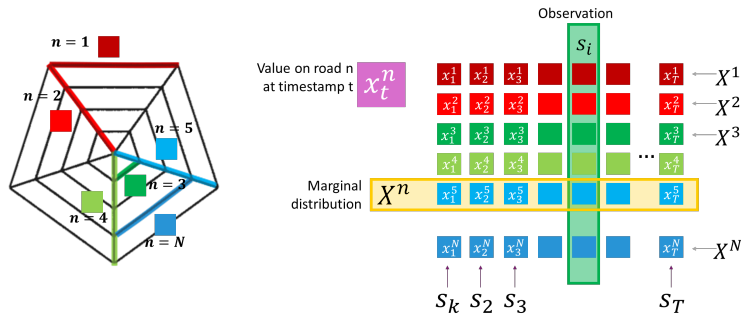 n = 1
n = 2
n = 5
n = 3
n = 4
n = N
Observation
Value on road n
at timestamp t
x_t^n
s_i
x_1^1 x_2^1 x_3^1 x_T^1 X^1
x_1^2 x_2^2 x_3^2 x_T^2 X^2
x_1^3 x_2^3 x_3^3 x_T^3 X^3
x_1^4 x_2^4 x_3^4 ... x_T^4
Marginal
distribution
X^n x_1^5 x_2^5 x_3^5 x_T^5
x_1^N x_2^N x_3^N x_T^N X^N
s_k s_2 s_3 s_T